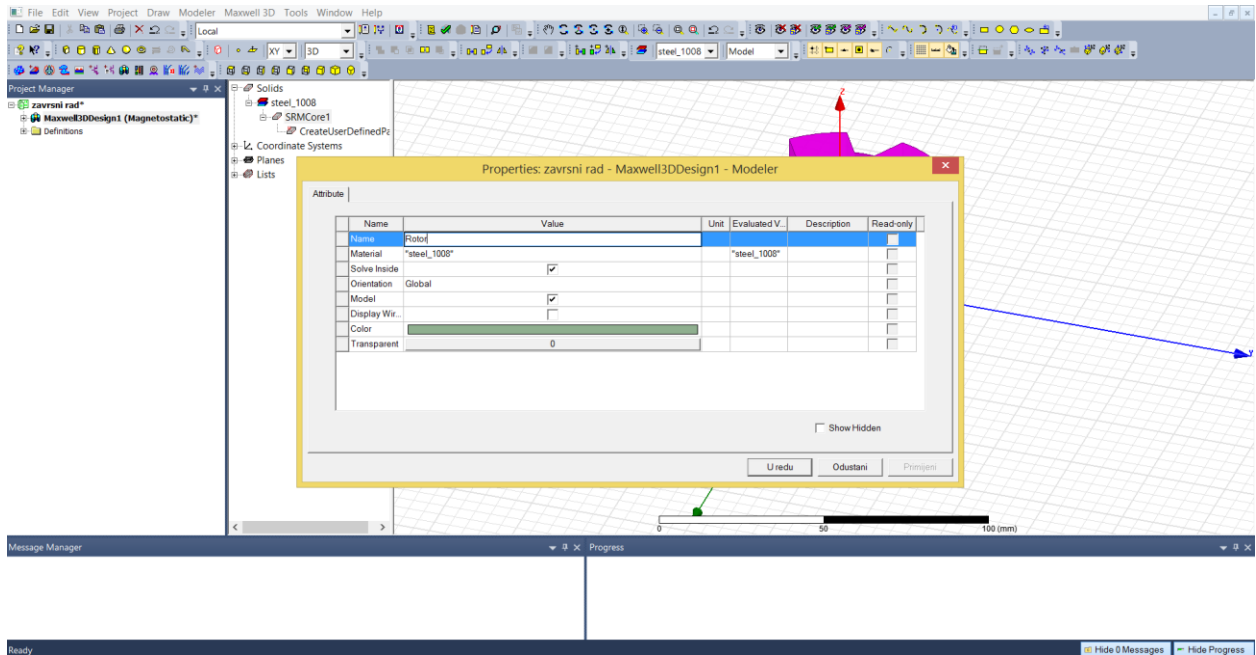 File Edit View Project Draw Modeler Maxwell 3D Tools Window Help
Local
XY 3D steel_1008 Model
Project Manager
zavrsni rad*
Maxwell3DDesign1 (Magnetostatic)*
Definitions
Solids
steel_1008
SRMCore1
CreateUserDefinedPa
Coordinate Systems
Planes
Lists
Z
Properties: zavrsni rad - Maxwell3DDesign1 - Modeler
Attribute
Name Value Unit Evaluated V... Description Read-only
Name Rotor
Material "steel_1008" "steel_1008"
Solve Inside
Orientation Global
Model
Display Wir...
Color
Transparent 0
Show Hidden
U redu Odustani Primijeni
Y
0 50 100 (mm)
Message Manager Progress
Ready Hide 0 Messages Hide Progress